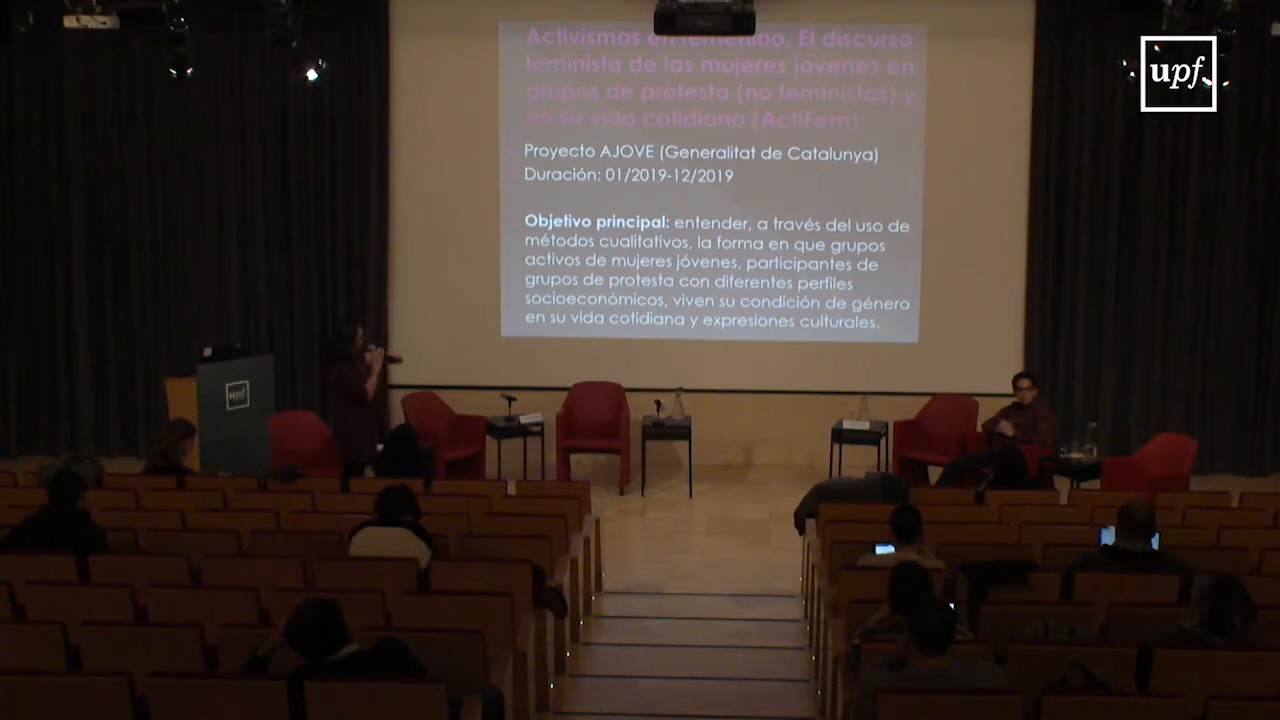 Activismos en femenino. El discurso
feminista de las mujeres jóvenes en
grupos de protesta (no feministas) y
en su vida cotidiana (ActiFem)
Proyecto AJOVE (Generalitat de Catalunya)
Duración: 01/2019-12/2019
Objetivo principal: entender, a través del uso de
métodos cualitativos, la forma en que grupos
activos de mujeres jóvenes, participantes de
grupos de protesta con diferentes perfiles
socioeconómicos, viven su condición de género
en su vida cotidiana y expresiones culturales.
upf.
upf.